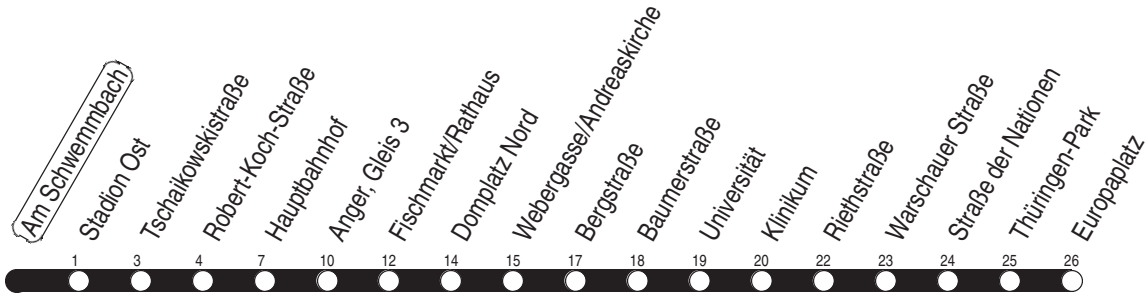 Am Schwemmbach
Stadion Ost
Tschaikowskistraße
Robert-Koch-Straße
Hauptbahnhof
Anger, Gleis 3
Fischmarkt/Rathaus
Domplatz Nord
Webergasse/Andreaskirche
Bergstraße
Baumerstraße
Universität
Klinikum
Riethstraße
Warschauer Straße
Straße der Nationen
Thüringen-Park
Europaplatz
1 3 4 7 10 12 14 15 17 18 19 20 22 23 24 25 26